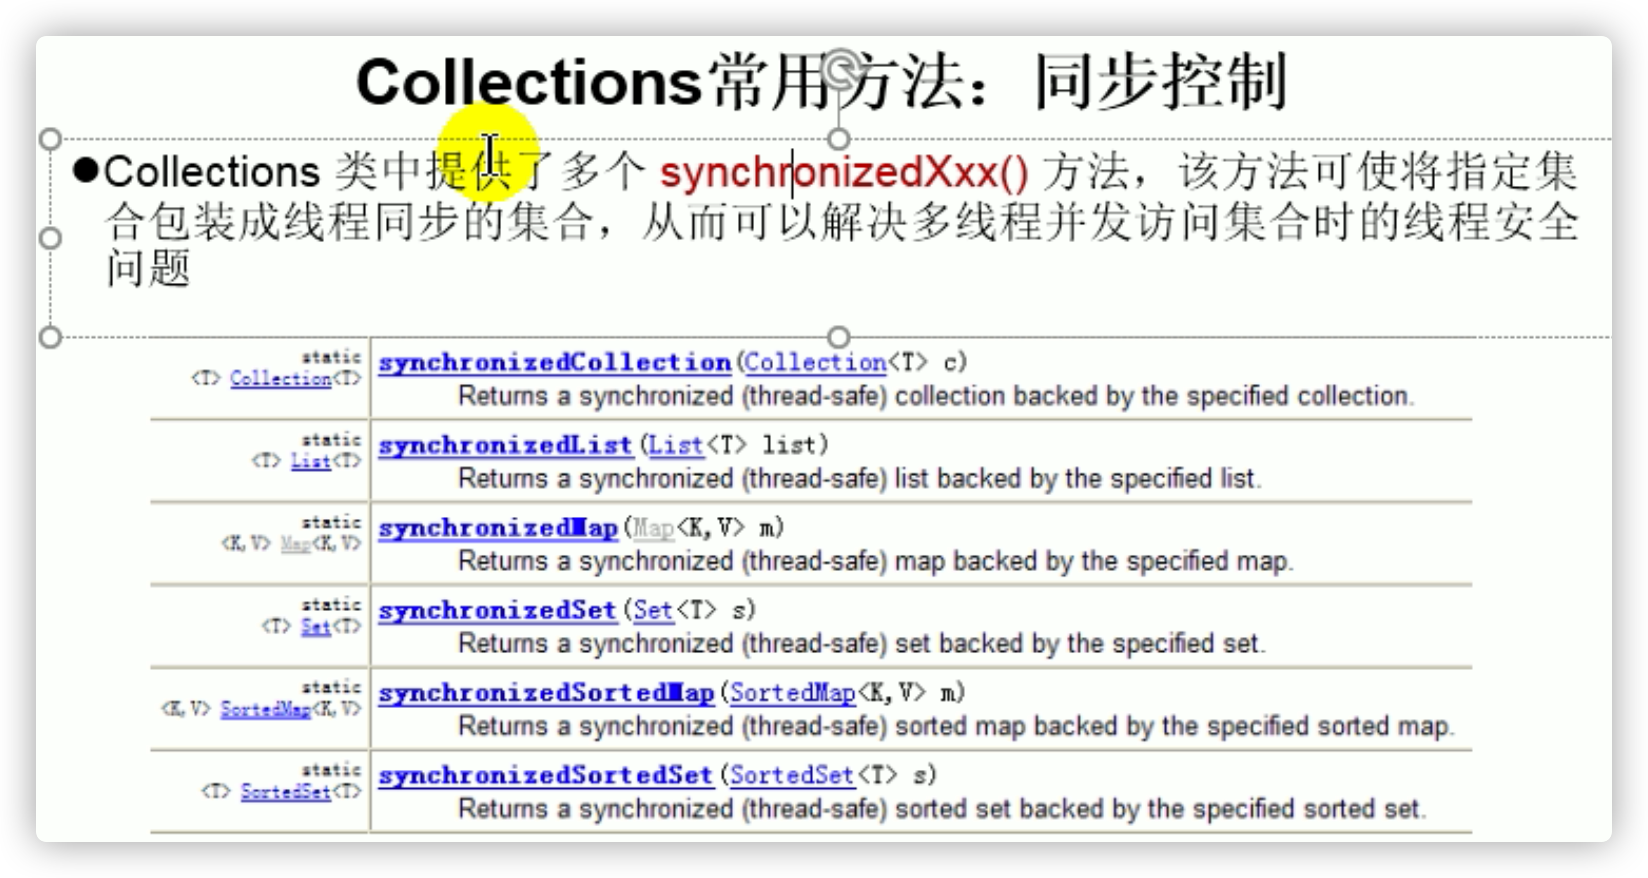 Collections常用方法：同步控制
●Collections 类中提供了多个 synchronizedXxx() 方法，该方法可使将指定集
合包装成线程同步的集合，从而可以解决多线程并发访问集合时的线程安全
问题
static
<T> Collection<T>
synchronizedCollection(Collection<T> c)
Returns a synchronized (thread-safe) collection backed by the specified collection.
static
<T> List<T>
synchronizedList(List<T> list)
Returns a synchronized (thread-safe) list backed by the specified list.
static
<K,V> Map<K,V>
synchronizedMap(Map<K,V> m)
Returns a synchronized (thread-safe) map backed by the specified map.
static
<T> Set<T>
synchronizedSet(Set<T> s)
Returns a synchronized (thread-safe) set backed by the specified set.
static
<K,V> SortedMap<K,V>
synchronizedSortedMap(SortedMap<K,V> m)
Returns a synchronized (thread-safe) sorted map backed by the specified sorted map.
static
<T> SortedSet<T>
synchronizedSortedSet(SortedSet<T> s)
Returns a synchronized (thread-safe) sorted set backed by the specified sorted set.